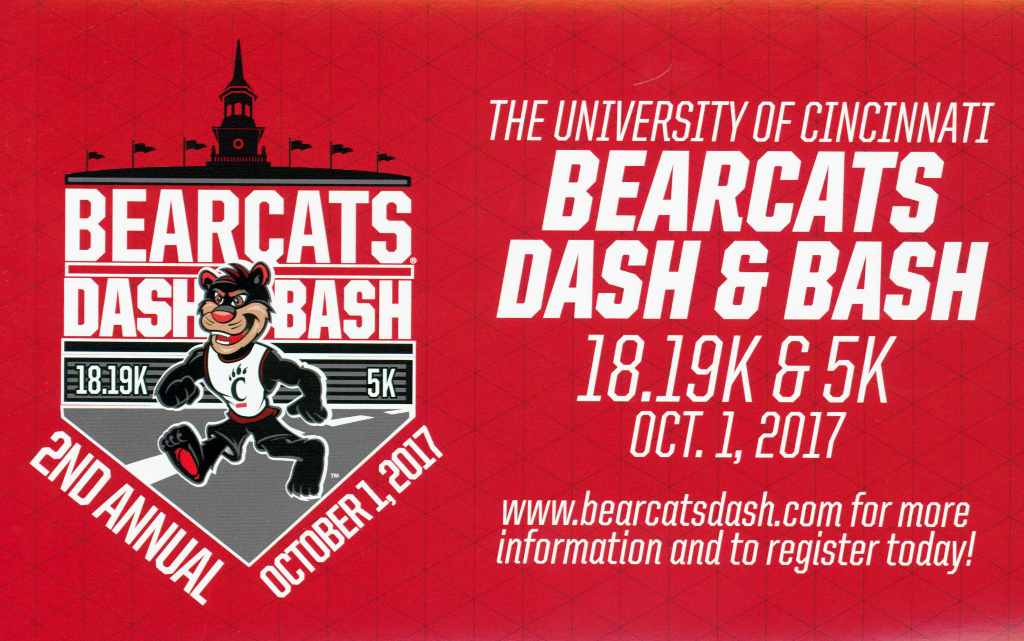 BEARCATS®
DASH BASH
18.19K 5K
2ND ANNUAL
OCTOBER 1, 2017
C
™
THE UNIVERSITY OF CINCINNATI
BEARCATS
DASH & BASH
18.19K & 5K
OCT. 1, 2017
www.bearcatsdash.com for more
information and to register today!